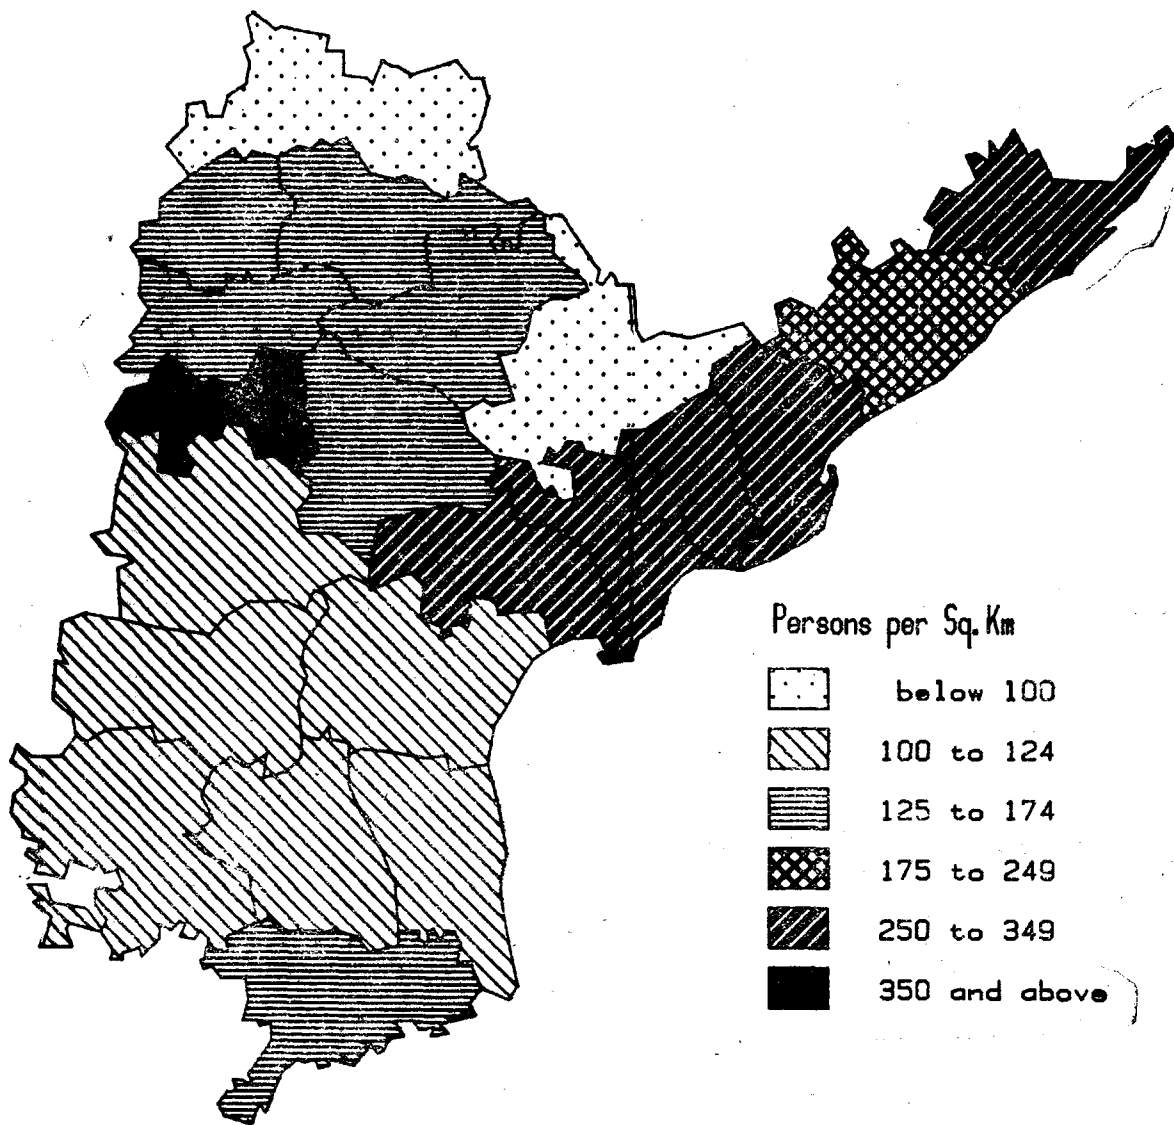 Persons per Sq. Km
below 100
100 to 124
125 to 174
175 to 249
250 to 349
350 and above